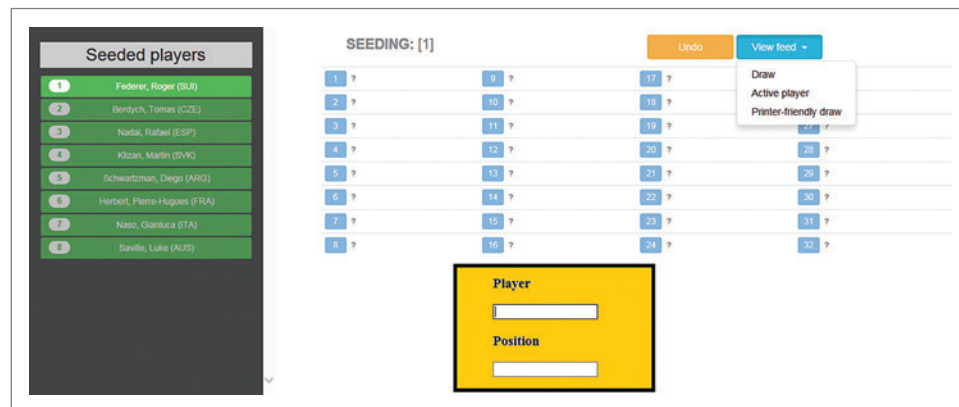 Seeded players
1 Federer, Roger (SUI)
2 Berdych, Tomas (CZE)
3 Nadal, Rafael (ESP)
4 Klizan, Martin (SVK)
5 Schwartzman, Diego (ARG)
6 Herbert, Pierre-Hugues (FRA)
7 Naso, Gianluca (ITA)
8 Saville, Luke (AUS)
SEEDING: [1]
Undo
View feed
Draw
Active player
Printer-friendly draw
1 ? 9 ? 17 ?
2 ? 10 ? 18 ?
3 ? 11 ? 19 ? 27 ?
4 ? 12 ? 20 ? 28 ?
5 ? 13 ? 21 ? 29 ?
6 ? 14 ? 22 ? 30 ?
7 ? 15 ? 23 ? 31 ?
8 ? 16 ? 24 ? 32 ?
Player
Position